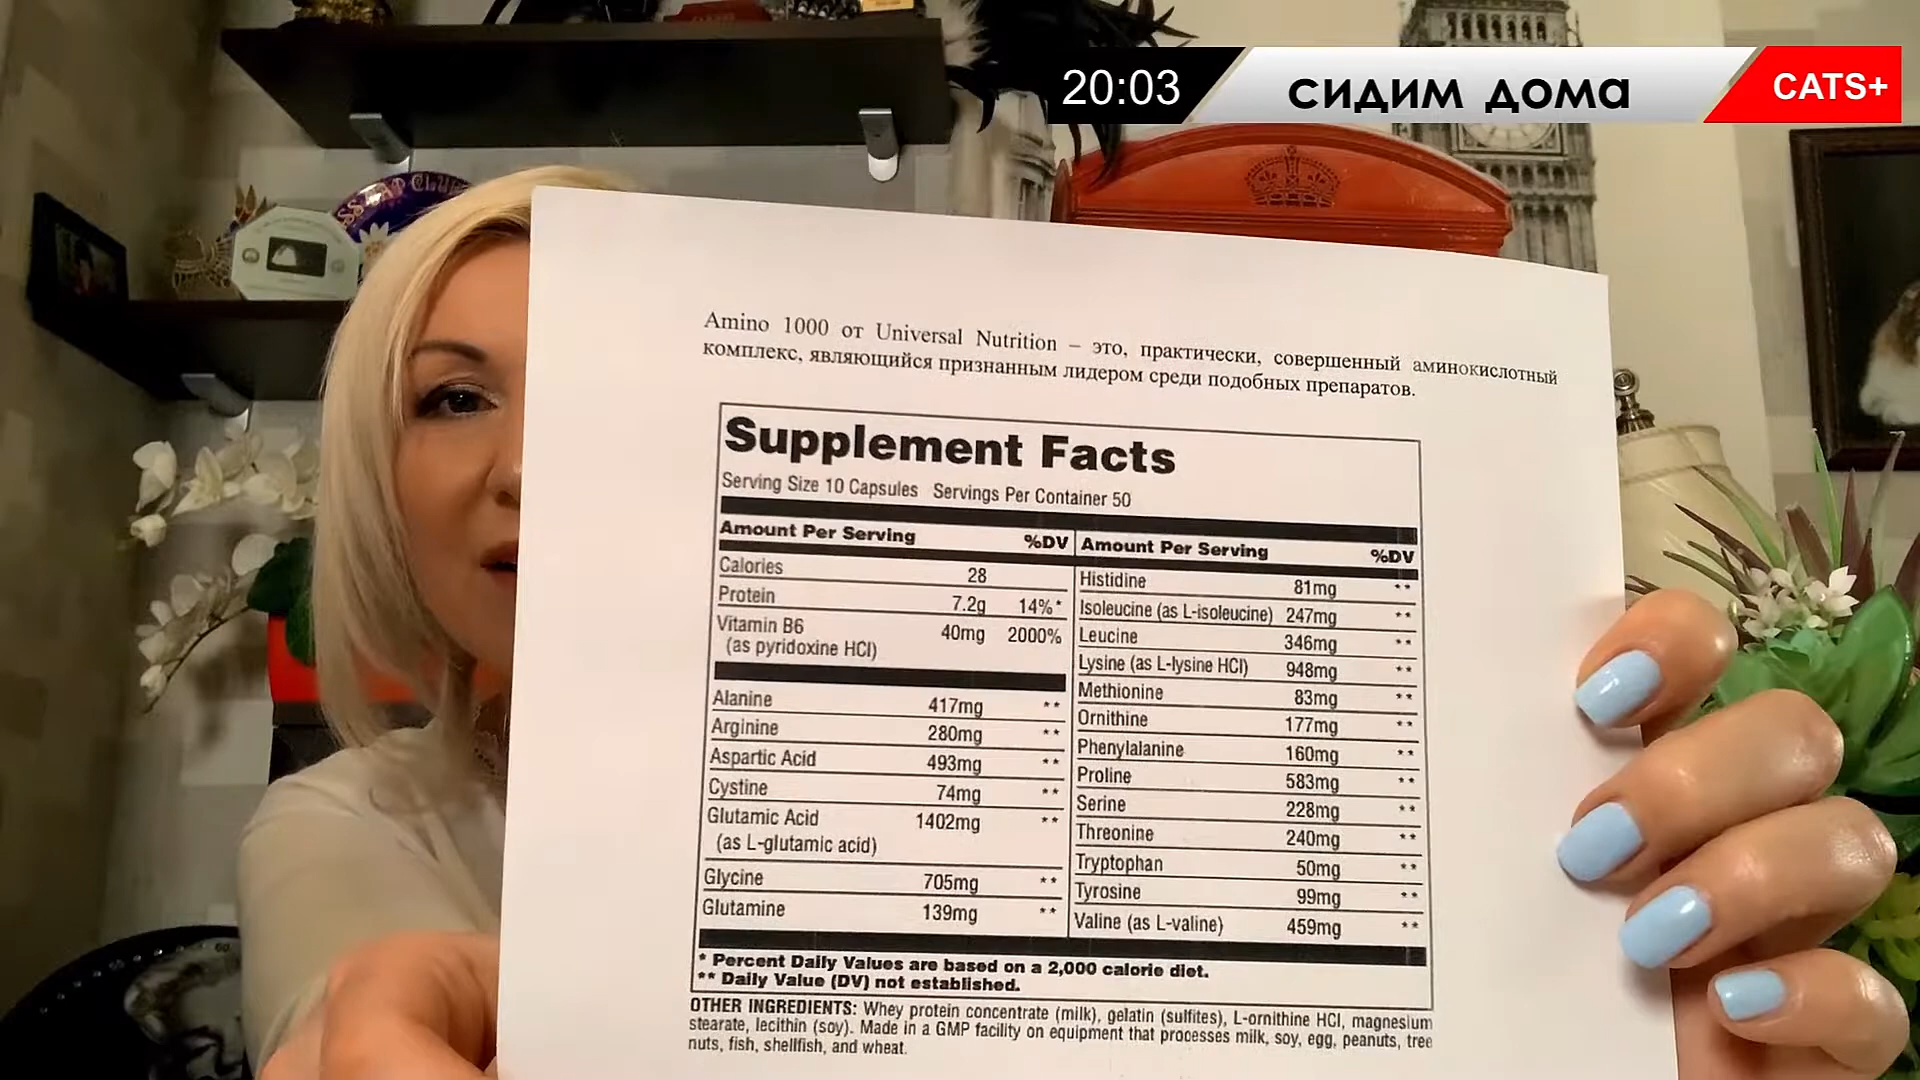 20:03
сидим дома
CATS+
Amino 1000 от Universal Nutrition – это, практически, совершенный аминокислотный
комплекс, являющийся признанным лидером среди подобных препаратов.
Supplement Facts
Serving Size 10 Capsules Servings Per Container 50
Amount Per Serving %DV
Calories 28
Protein 7.2g 14%*
Vitamin B6 40mg 2000%
(as pyridoxine HCl)
Alanine 417mg **
Arginine 280mg **
Aspartic Acid 493mg **
Cystine 74mg **
Glutamic Acid 1402mg **
(as L-glutamic acid)
Glycine 705mg **
Glutamine 139mg **
Amount Per Serving %DV
Histidine 81mg **
Isoleucine (as L-isoleucine) 247mg **
Leucine 346mg **
Lysine (as L-lysine HCl) 948mg **
Methionine 83mg **
Ornithine 177mg **
Phenylalanine 160mg **
Proline 583mg **
Serine 228mg **
Threonine 240mg **
Tryptophan 50mg **
Tyrosine 99mg **
Valine (as L-valine) 459mg **
* Percent Daily Values are based on a 2,000 calorie diet.
** Daily Value (DV) not established.
OTHER INGREDIENTS: Whey protein concentrate (milk), gelatin (sulfites), L-ornithine HCl, magnesium
stearate, lecithin (soy). Made in a GMP facility on equipment that processes milk, soy, egg, peanuts, tree
nuts, fish, shellfish, and wheat.